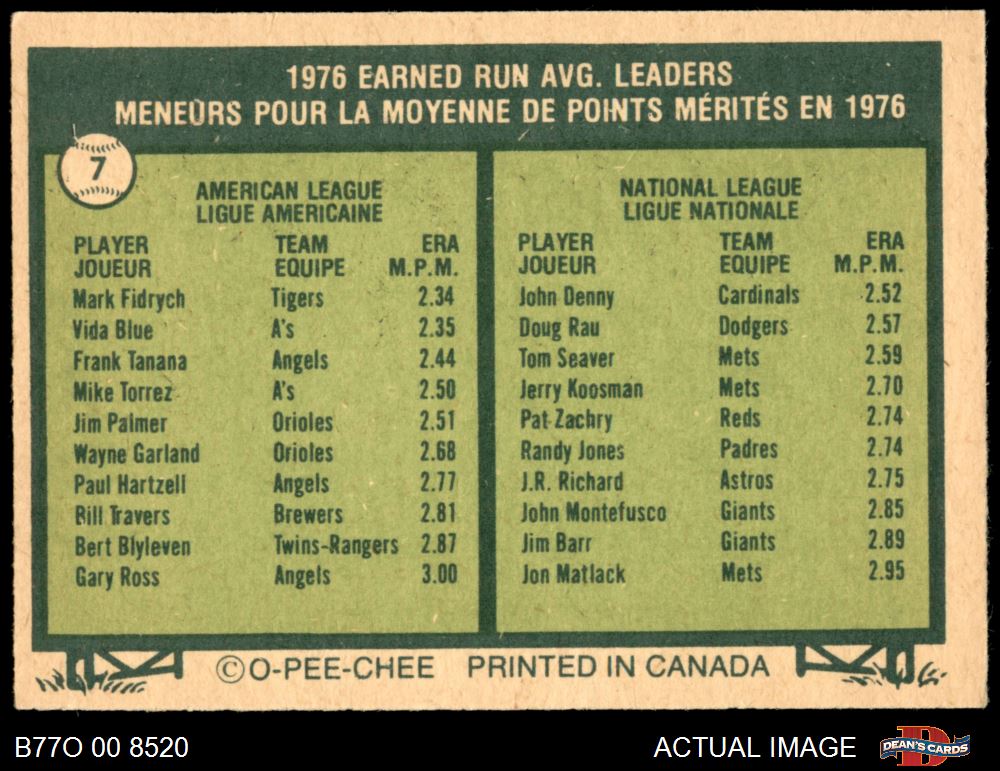 1976 EARNED RUN AVG. LEADERS
MENEURS POUR LA MOYENNE DE POINTS MÉRITÉS EN 1976
7
AMERICAN LEAGUE
LIGUE AMERICAINE
PLAYER TEAM ERA
JOUEUR EQUIPE M.P.M.
Mark Fidrych Tigers 2.34
Vida Blue A's 2.35
Frank Tanana Angels 2.44
Mike Torrez A's 2.50
Jim Palmer Orioles 2.51
Wayne Garland Orioles 2.68
Paul Hartzell Angels 2.77
Bill Travers Brewers 2.81
Bert Blyleven Twins-Rangers 2.87
Gary Ross Angels 3.00
NATIONAL LEAGUE
LIGUE NATIONALE
PLAYER TEAM ERA
JOUEUR EQUIPE M.P.M.
John Denny Cardinals 2.52
Doug Rau Dodgers 2.57
Tom Seaver Mets 2.59
Jerry Koosman Mets 2.70
Pat Zachry Reds 2.74
Randy Jones Padres 2.74
J.R. Richard Astros 2.75
John Montefusco Giants 2.85
Jim Barr Giants 2.89
Jon Matlack Mets 2.95
©O-PEE-CHEE PRINTED IN CANADA
B77O 00 8520
ACTUAL IMAGE
DEAN'S CARDS